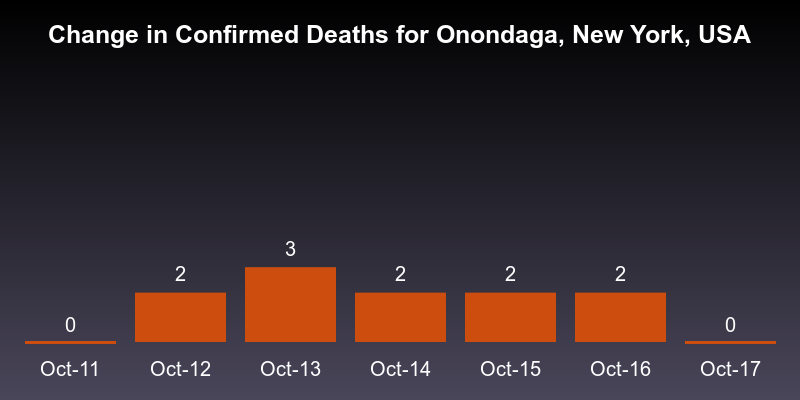 Change in Confirmed Deaths for Onondaga, New York, USA
3
2 2 2 2
0 0
Oct-11 Oct-12 Oct-13 Oct-14 Oct-15 Oct-16 Oct-17